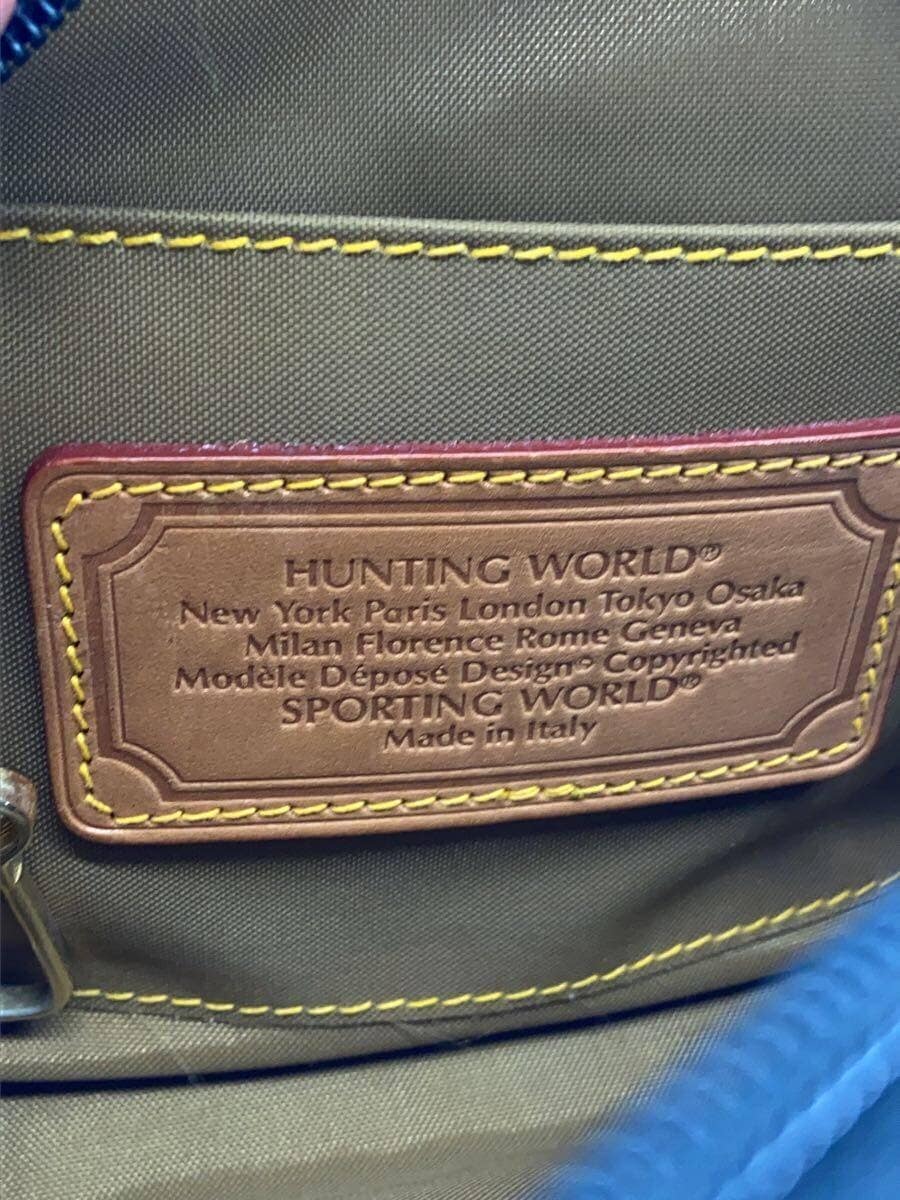 HUNTING WORLD®
New York Paris London Tokyo Osaka
Milan Florence Rome Geneva
Modèle Déposé Design© Copyrighted
SPORTING WORLD®
Made in Italy